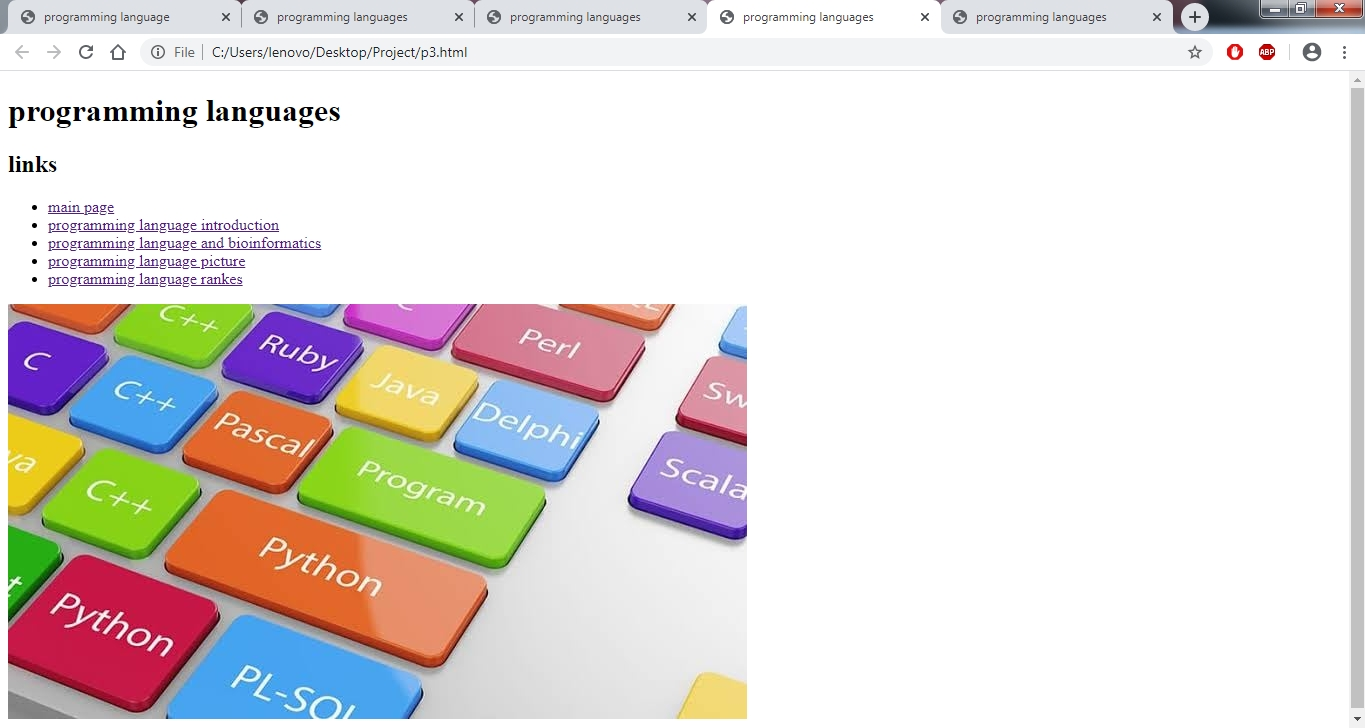 programming language
programming languages
programming languages
programming languages
programming languages
File
C:/Users/lenovo/Desktop/Project/p3.html
ABP
programming languages
links
main page
programming language introduction
programming language and bioinformatics
programming language picture
programming language rankes
C++
C
Perl
Ruby
C
C++
Java
Sw
Delphi
Pascal
va
Program
Scala
C++
Python
t
Python
PL-SQL